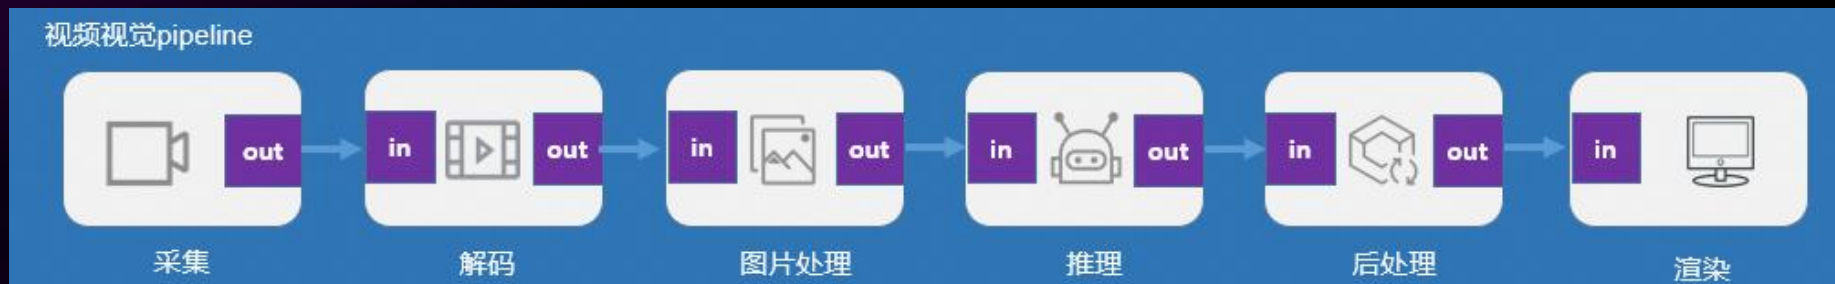 视频视觉pipeline
out in out in out in out in out in
采集 解码 图片处理 推理 后处理 渲染